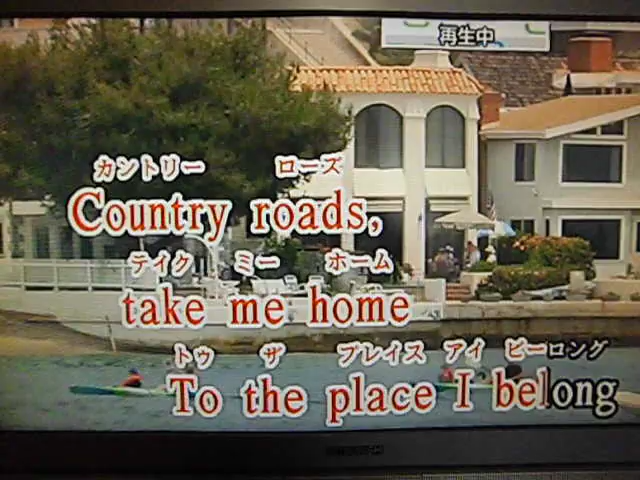 再生中
カントリー ローズ
Country roads,
テイク ミー ホーム
take me home
トゥ ザ プレイス アイ ビーロング
To the place I belong